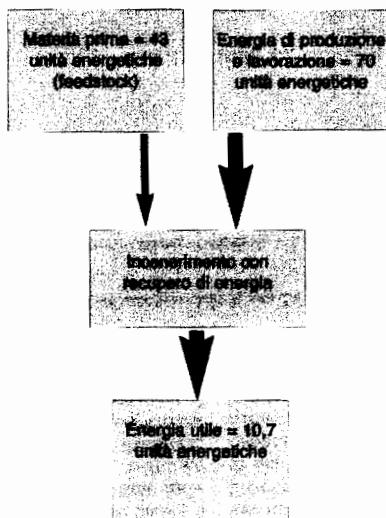 Materia prima = 43
unità energetiche
(feedstock)
Energia di produzione
e lavorazione = 70
unità energetiche
Incenerimento con
recupero di energia
Energia utile = 10,7
unità energetiche